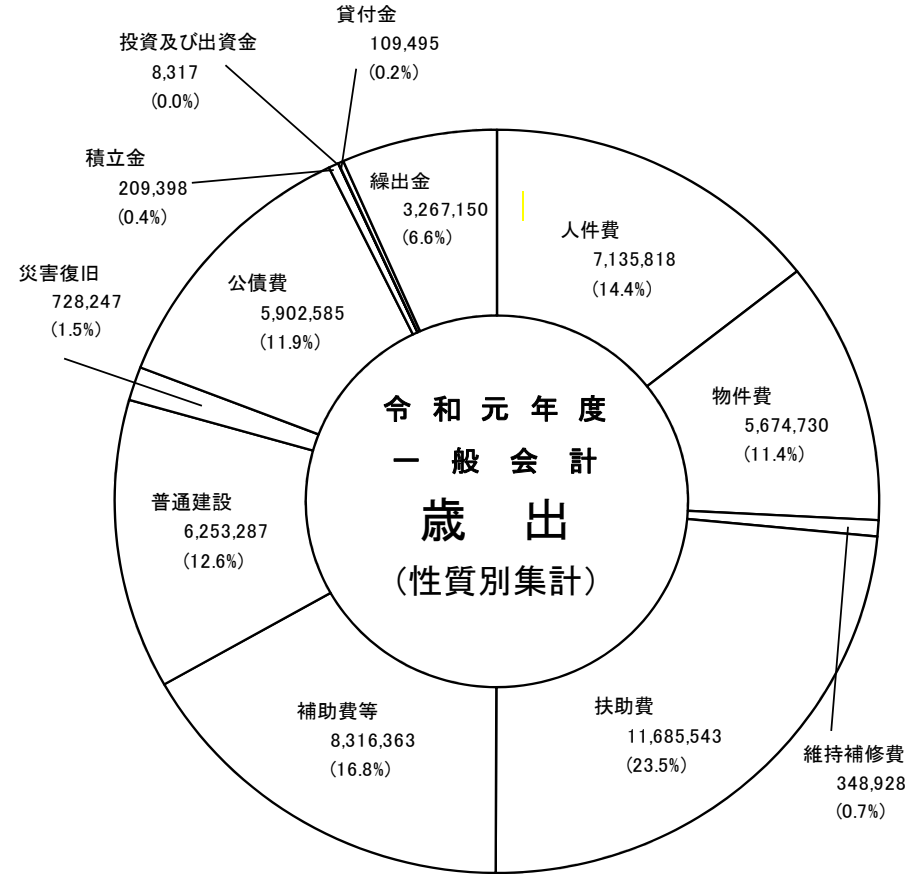 貸付金
109,495
(0.2%)
投資及び出資金
8,317
(0.0%)
積立金
209,398
(0.4%)
繰出金
3,267,150
(6.6%)
人件費
7,135,818
(14.4%)
災害復旧
728,247
(1.5%)
公債費
5,902,585
(11.9%)
物件費
5,674,730
(11.4%)
令和元年度
一般会計
歳出
(性質別集計)
普通建設
6,253,287
(12.6%)
補助費等
8,316,363
(16.8%)
扶助費
11,685,543
(23.5%)
維持補修費
348,928
(0.7%)